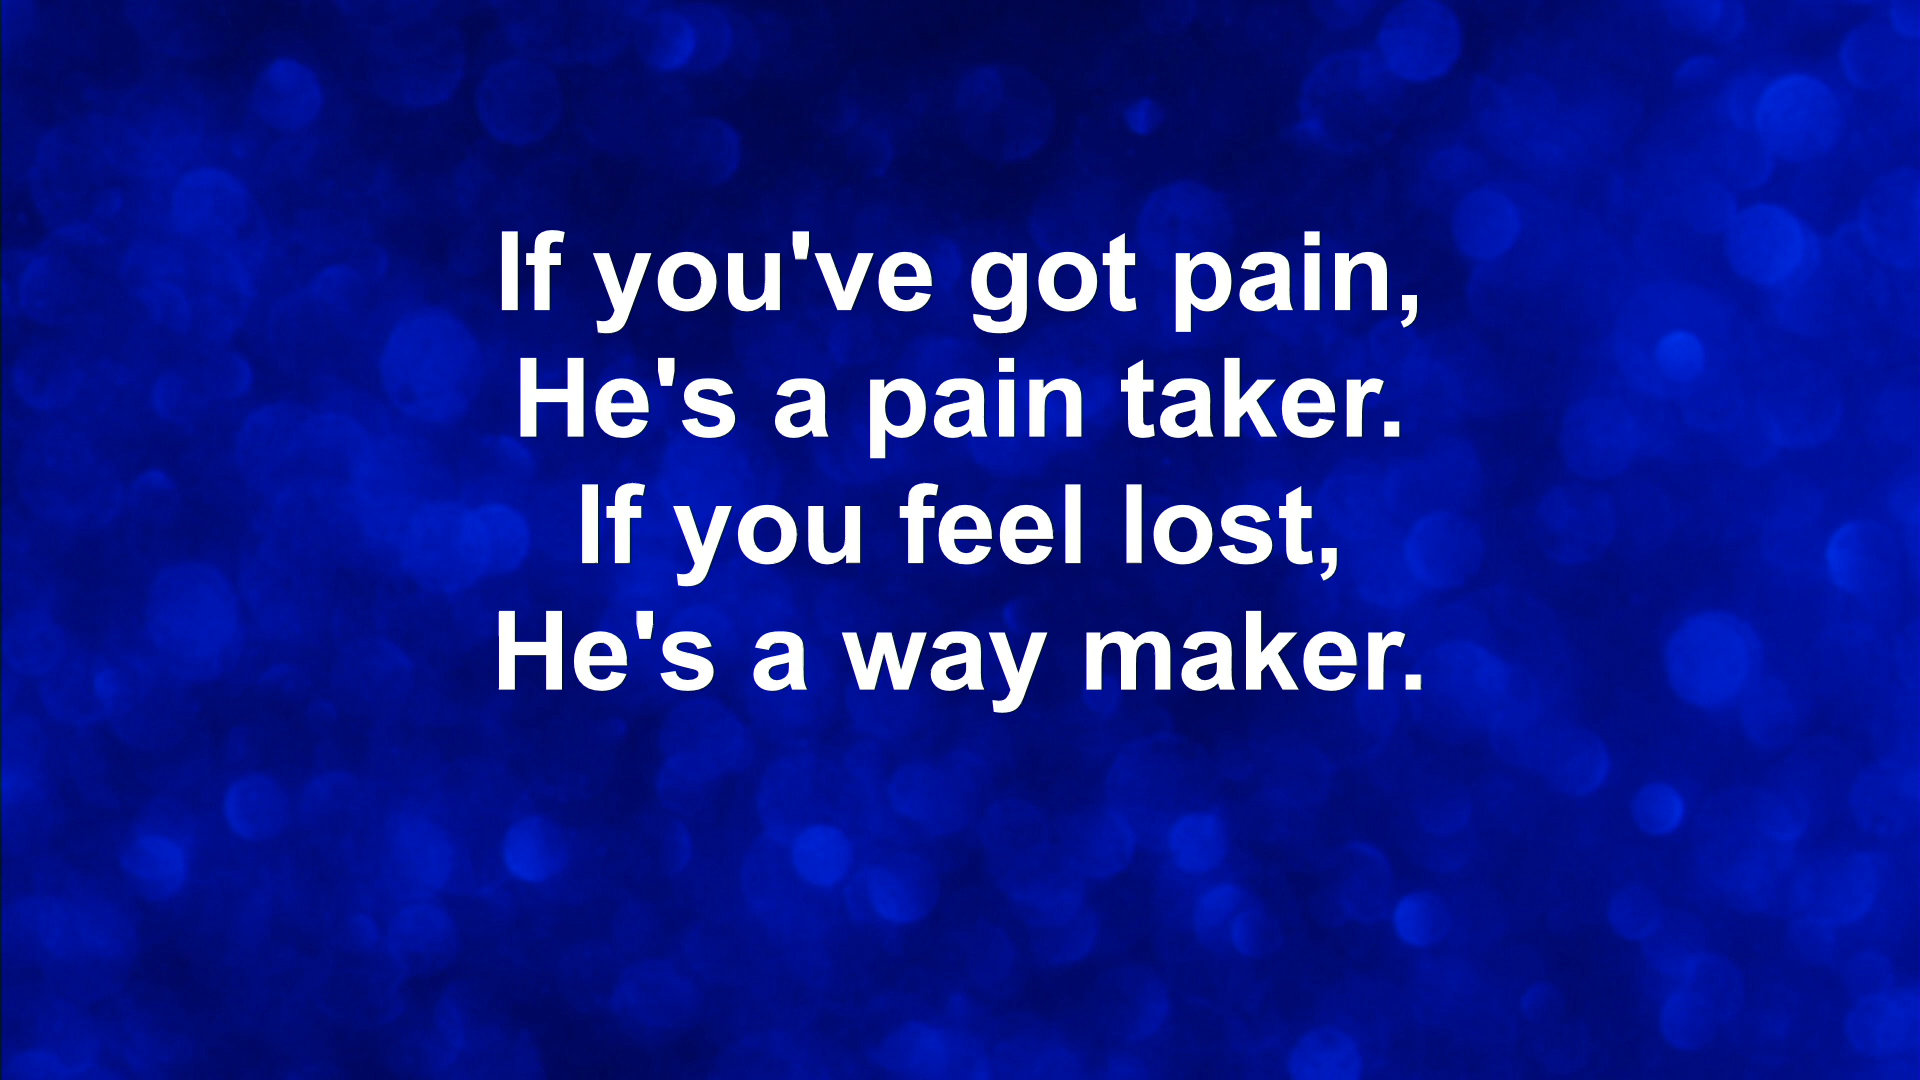 If you've got pain,
He's a pain taker.
If you feel lost,
He's a way maker.